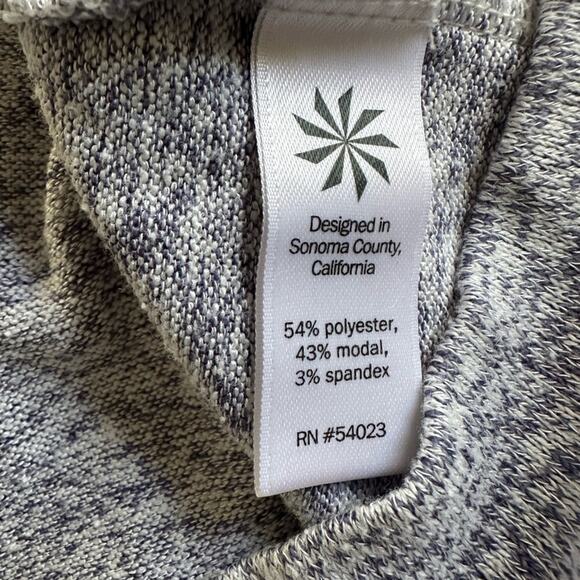 Designed in
Sonoma County,
California
54% polyester,
43% modal,
3% spandex
RN #54023